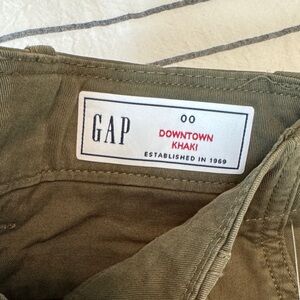 GAP
00
DOWNTOWN
KHAKI
ESTABLISHED IN 1969